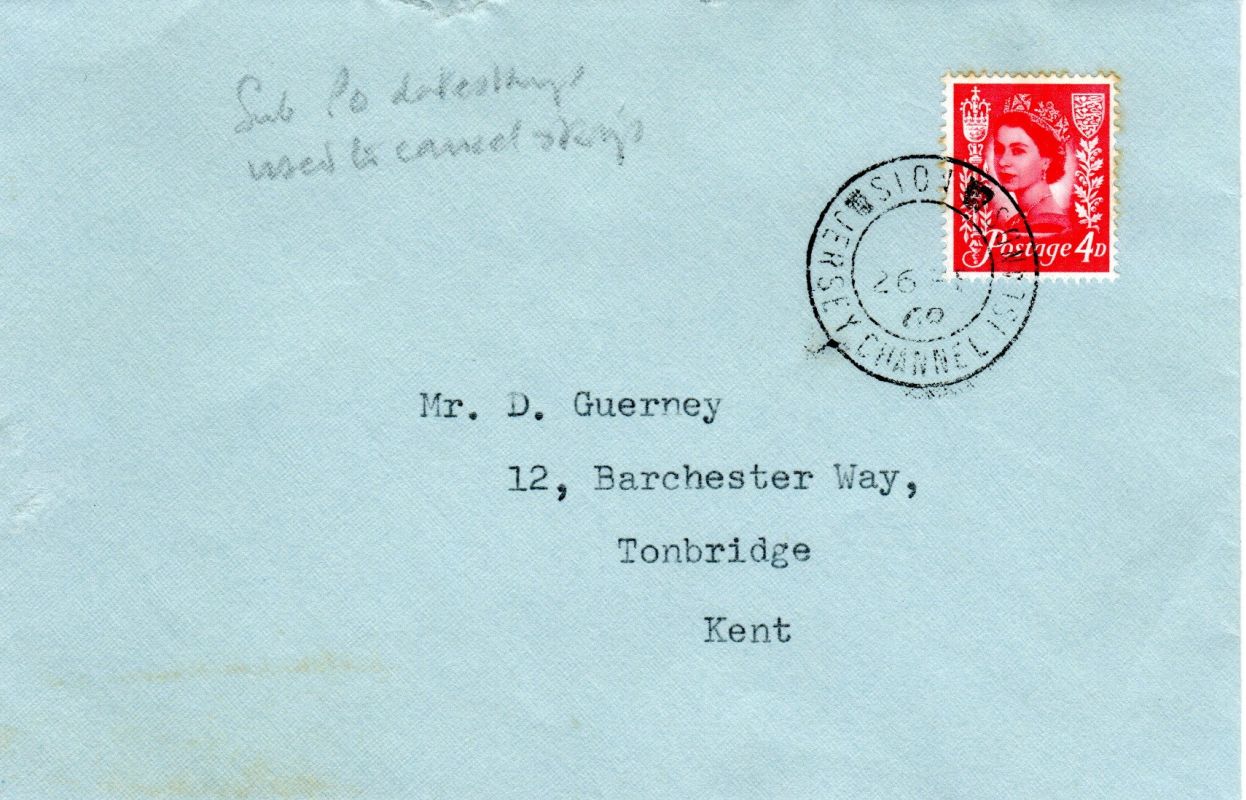 Sub Po datestamps
used to cancel stamps
Postage 4D
JERSEY CHANNEL ISLANDS
26
Mr. D. Guerney
12, Barchester Way,
Tonbridge
Kent